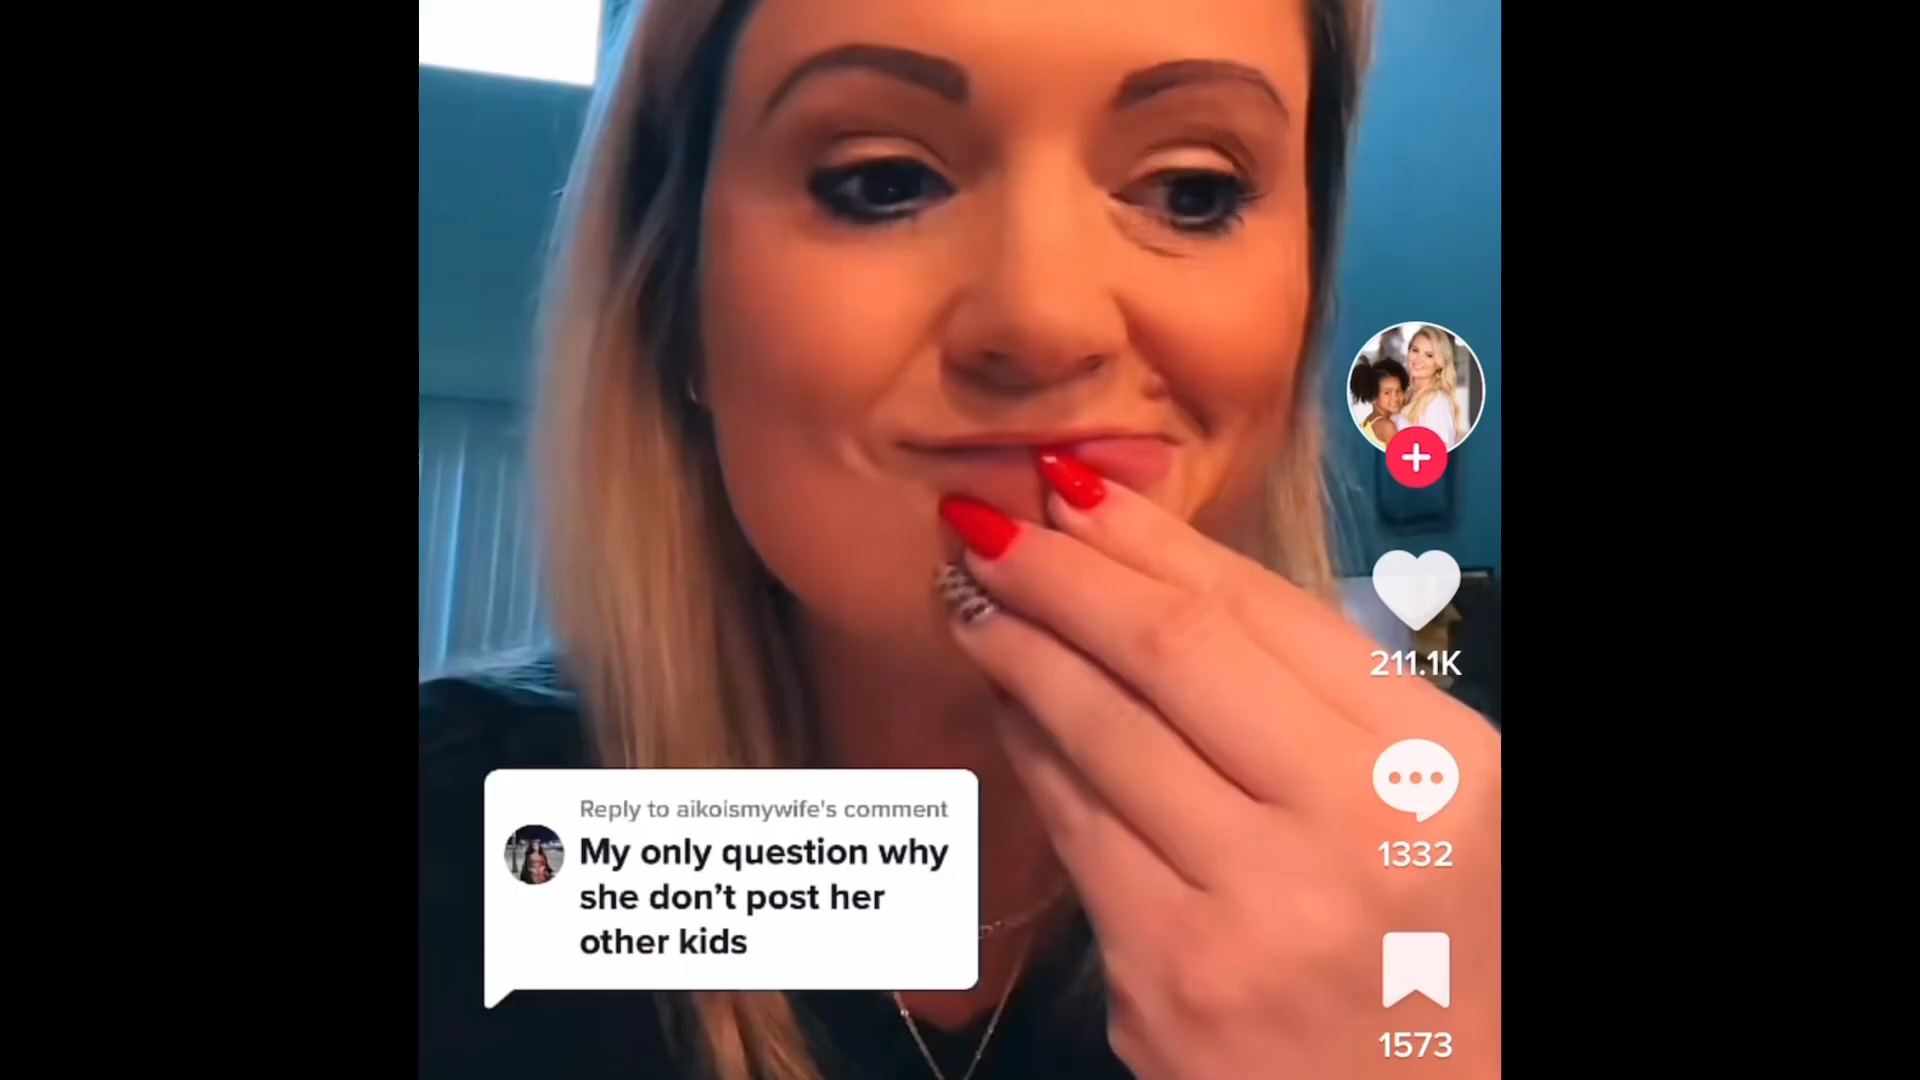 Reply to aikoismywife's comment
My only question why
she don't post her
other kids
211.1K
1332
1573